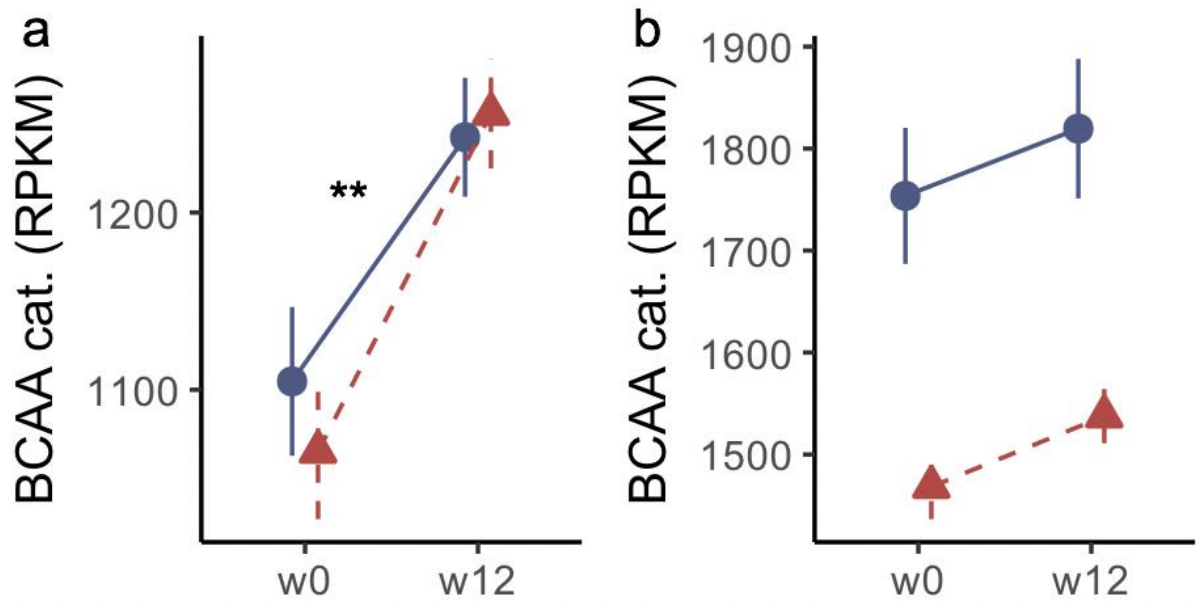 a
BCAA cat. (RPKM)
1200
1100
**
w0
w12
b
BCAA cat. (RPKM)
1900
1800
1700
1600
1500
w0
w12